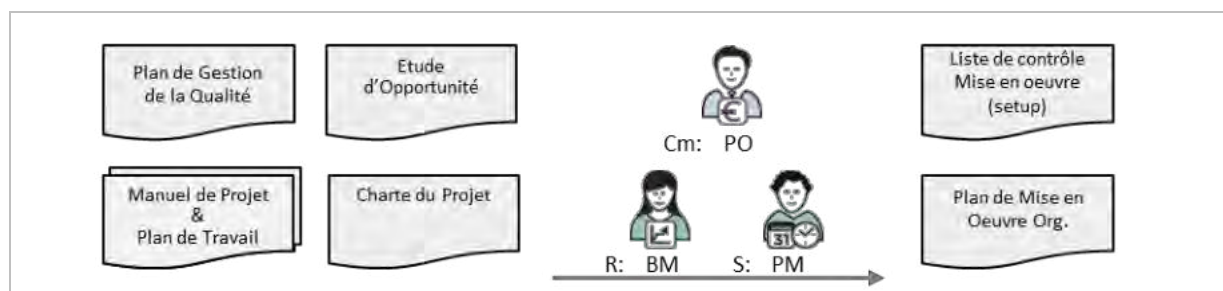 Plan de Gestion
de la Qualité
Etude
d'Opportunité
Liste de contrôle
Mise en oeuvre
(setup)
€
Cm: PO
Manuel de Projet
&
Plan de Travail
Charte du Projet
31
Plan de Mise en
Oeuvre Org.
R: BM S: PM